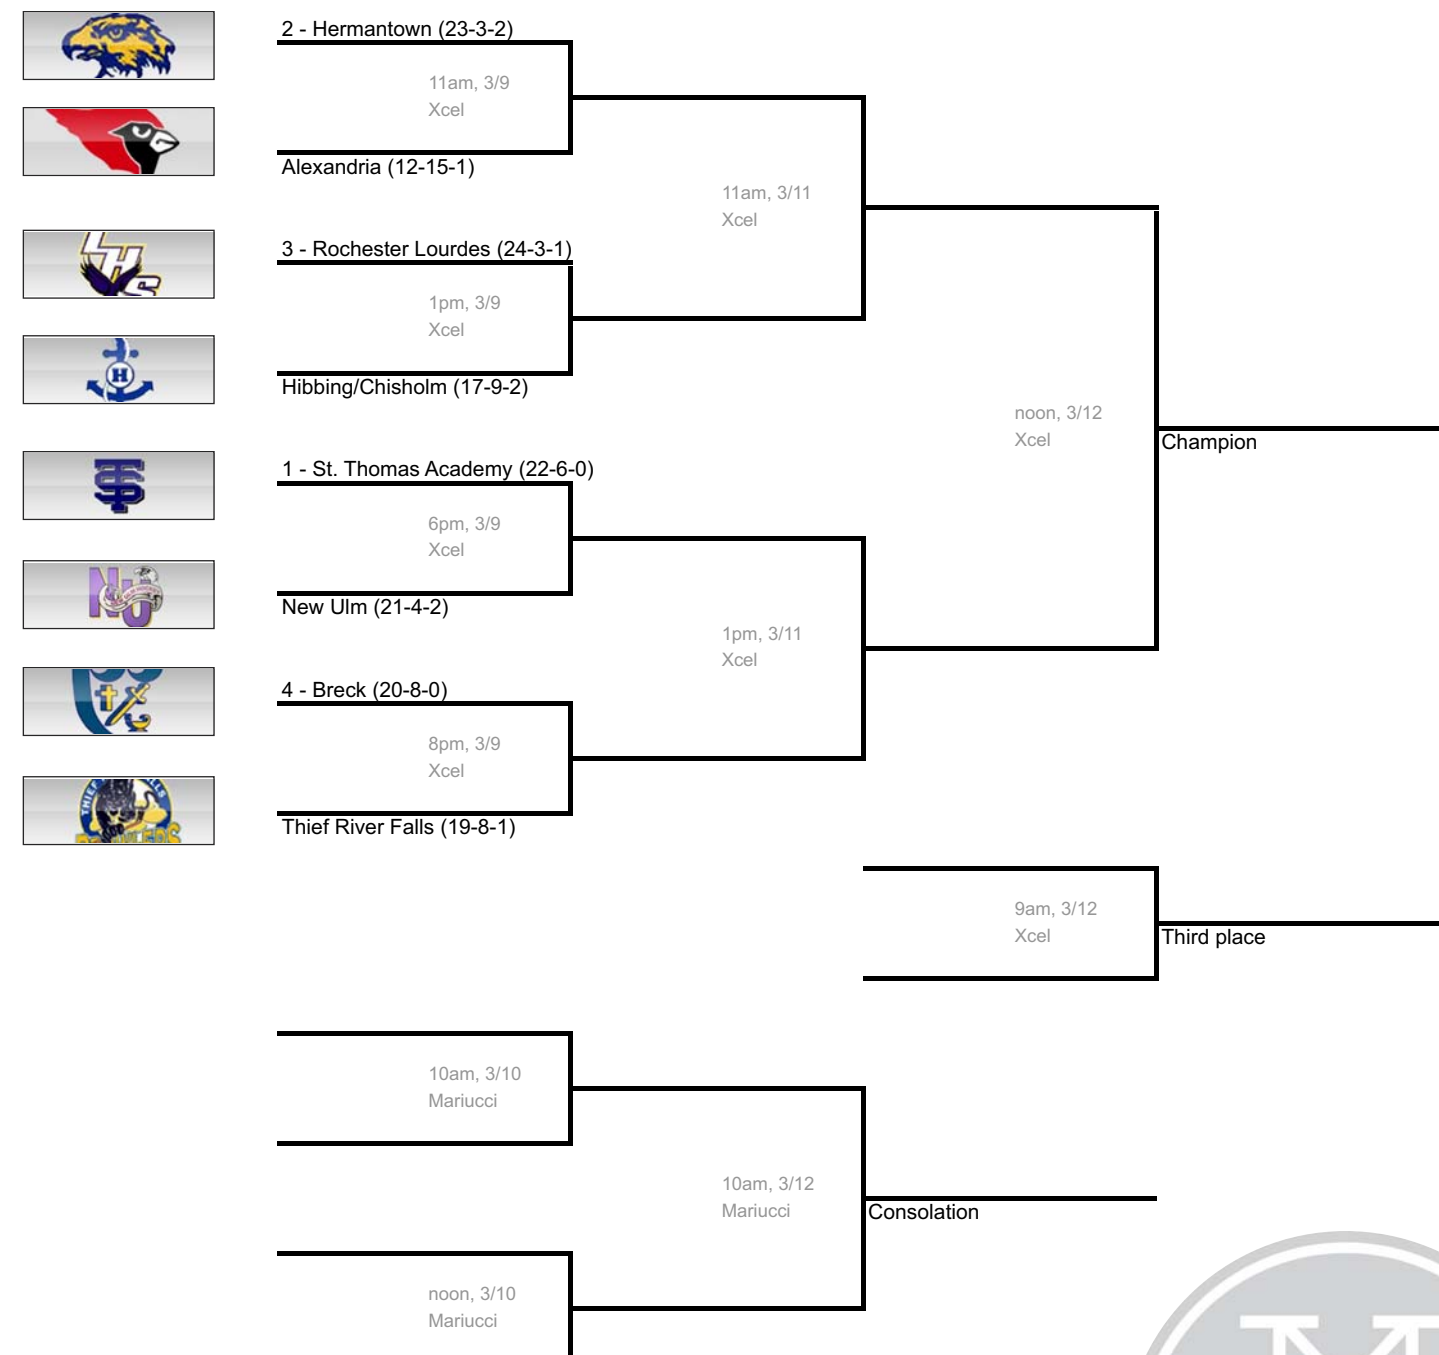 2 - Hermantown (23-3-2)
11am, 3/9
Xcel
Alexandria (12-15-1)
11am, 3/11
Xcel
LHS
3 - Rochester Lourdes (24-3-1)
1pm, 3/9
Xcel
H
Hibbing/Chisholm (17-9-2)
noon, 3/12
Xcel
Champion
1 - St. Thomas Academy (22-6-0)
6pm, 3/9
Xcel
NU
New Ulm (21-4-2)
1pm, 3/11
Xcel
4 - Breck (20-8-0)
8pm, 3/9
Xcel
Thief River Falls (19-8-1)
9am, 3/12
Xcel
Third place
10am, 3/10
Mariucci
10am, 3/12
Mariucci
Consolation
noon, 3/10
Mariucci